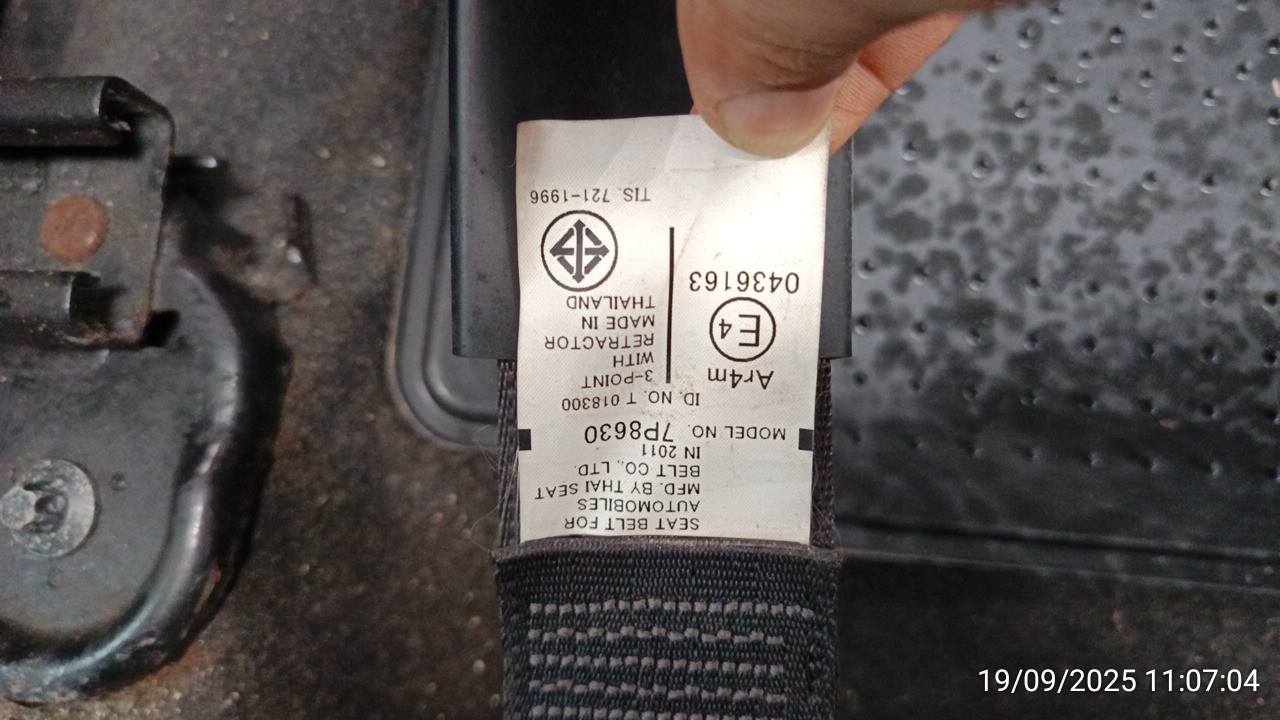 SEAT BELT FOR
AUTOMOBILES
MFD. BY THAI SEAT
BELT CO., LTD.
IN 2011
MODEL NO. 7P8630
ID. NO. T 018300
Ar4m
E4
0436163
3-POINT
WITH
RETRACTOR
MADE IN
THAILAND
TIS. 721-1996
19/09/2025 11:07:04